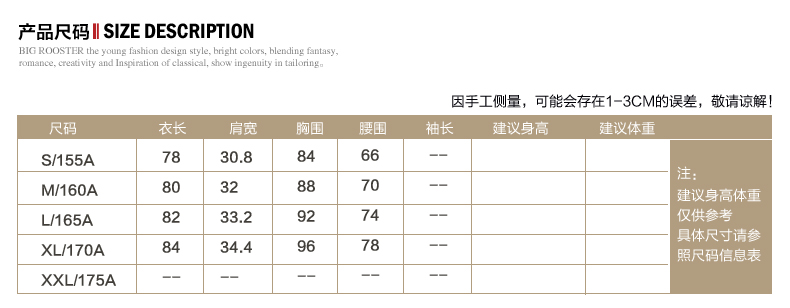 产品尺码 SIZE DESCRIPTION
BIG ROOSTER the young fashion design style, bright colors, blending fantasy,
romance, creativity and Inspiration of classical, show ingenuity in tailoring。
因手工侧量，可能会存在1-3CM的误差，敬请谅解！
尺码 衣长 肩宽 胸围 腰围 袖长 建议身高 建议体重
S/155A 78 30.8 84 66 --
M/160A 80 32 88 70 --
L/165A 82 33.2 92 74 --
XL/170A 84 34.4 96 78 --
XXL/175A -- -- -- -- --
注：
建议身高体重
仅供参考
具体尺寸请参
照尺码信息表